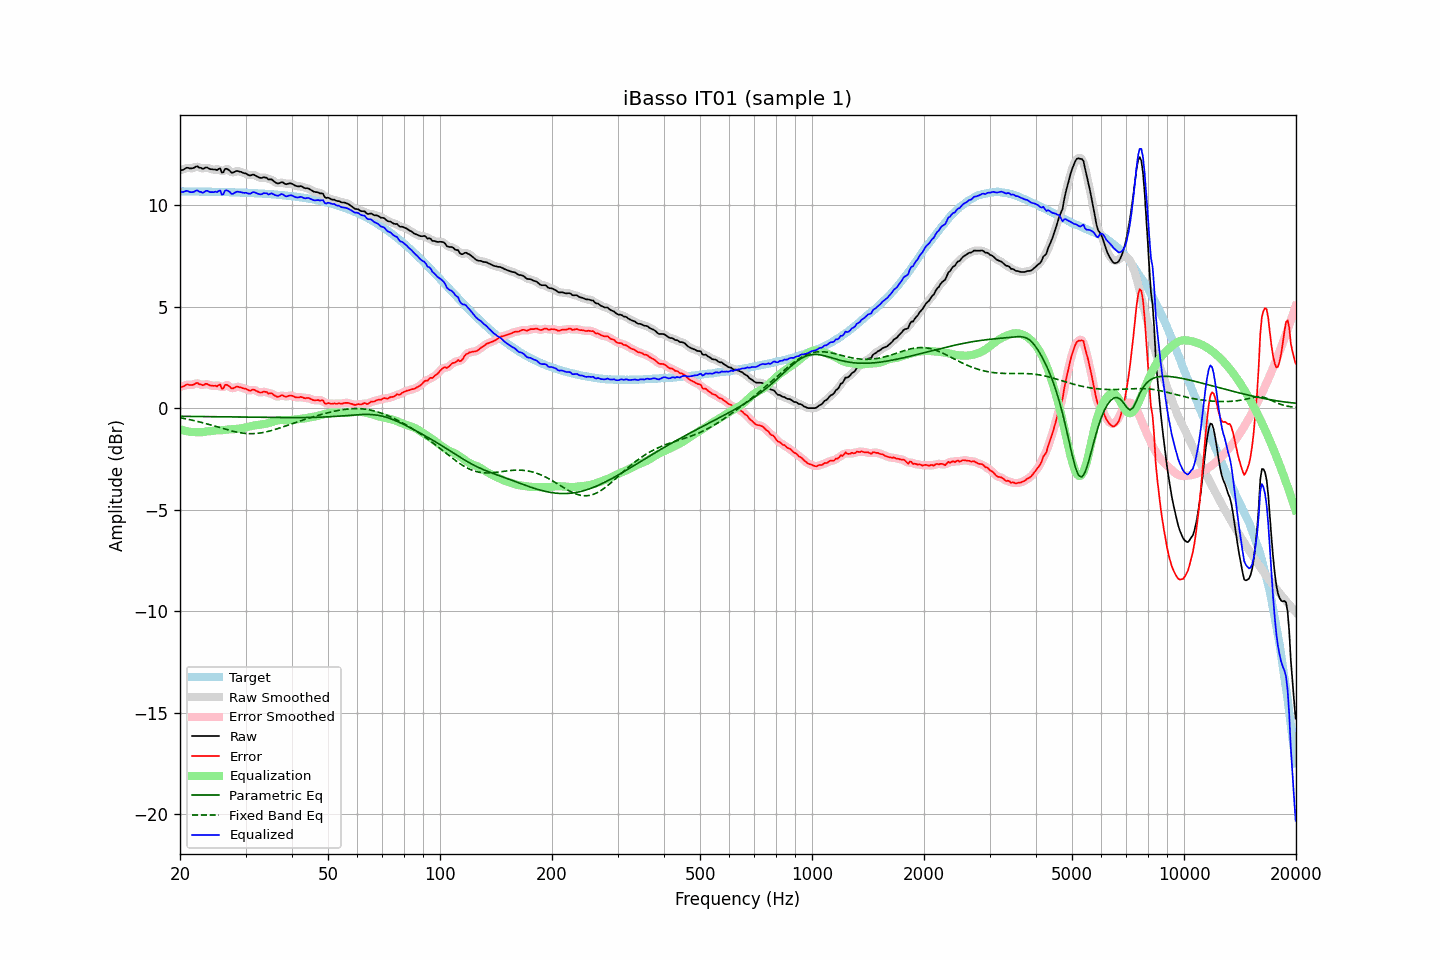 iBasso IT01 (sample 1)
Amplitude (dBr)
10
5
0
−5
−10
−15
−20
Target
Raw Smoothed
Error Smoothed
Raw
Error
Equalization
Parametric Eq
Fixed Band Eq
Equalized
20 50 100 200 500 1000 2000 5000 10000 20000
Frequency (Hz)